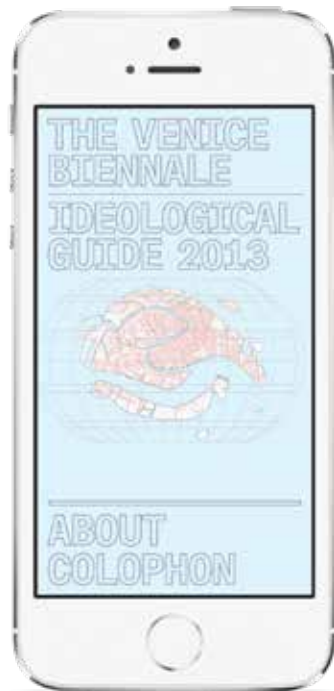 THE VENICE
BIENNALE
IDEOLOGICAL
GUIDE 2013
ABOUT
COLOPHON